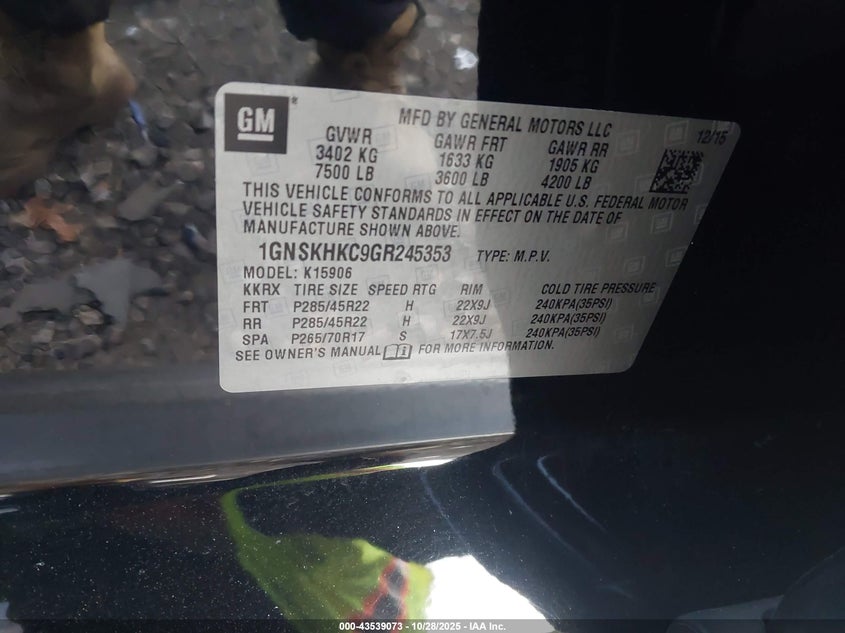 GM
MFD BY GENERAL MOTORS LLC
12/15
GVWR GAWR FRT GAWR RR
3402 KG 1633 KG 1905 KG
7500 LB 3600 LB 4200 LB
THIS VEHICLE CONFORMS TO ALL APPLICABLE U.S. FEDERAL MOTOR
VEHICLE SAFETY STANDARDS IN EFFECT ON THE DATE OF
MANUFACTURE SHOWN ABOVE.
1GNSKHKC9GR245353 TYPE: M.P.V.
MODEL: K15906
KKRX TIRE SIZE SPEED RTG RIM COLD TIRE PRESSURE
FRT P285/45R22 H 22X9J 240KPA(35PSI)
RR P285/45R22 H 22X9J 240KPA(35PSI)
SPA P265/70R17 S 17X7.5J 240KPA(35PSI)
SEE OWNER'S MANUAL FOR MORE INFORMATION.
000-43539073 - 10/28/2025 - IAA Inc.